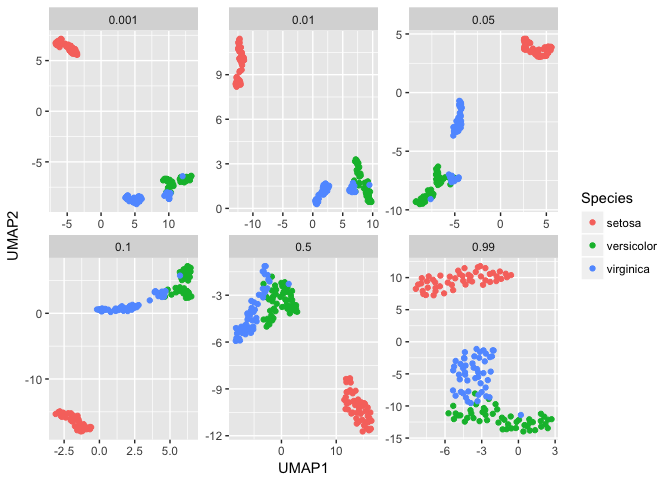 0.001 0.01 0.05
5 0 -5
9 6 3 0
5 0 -5 -10
-5 0 5 10
-10 -5 0 5 10
-5 0 5
UMAP2
Species
setosa
versicolor
virginica
0.1 0.5 0.99
0 -10
-3 -6 -9 -12
10 5 0 -5 -10 -15
-2.5 0.0 2.5 5.0
0 10
-6 -3 0 3
UMAP1